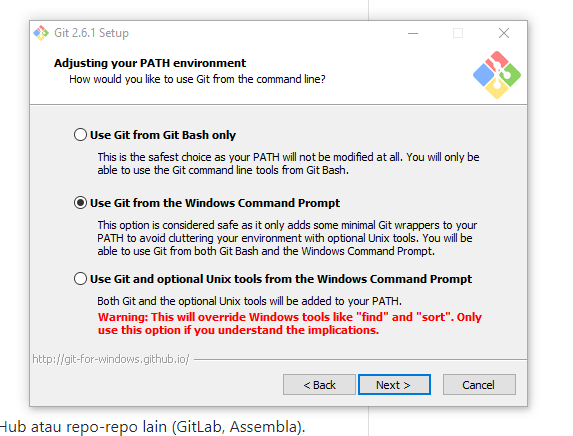 Git 2.6.1 Setup
Adjusting your PATH environment
How would you like to use Git from the command line?
Use Git from Git Bash only
This is the safest choice as your PATH will not be modified at all. You will only be
able to use the Git command line tools from Git Bash.
Use Git from the Windows Command Prompt
This option is considered safe as it only adds some minimal Git wrappers to your
PATH to avoid cluttering your environment with optional Unix tools. You will be
able to use Git from both Git Bash and the Windows Command Prompt.
Use Git and optional Unix tools from the Windows Command Prompt
Both Git and the optional Unix tools will be added to your PATH.
Warning: This will override Windows tools like "find" and "sort". Only
use this option if you understand the implications.
http://git-for-windows.github.io/
< Back
Next >
Cancel
Hub atau repo-repo lain (GitLab, Assembla).